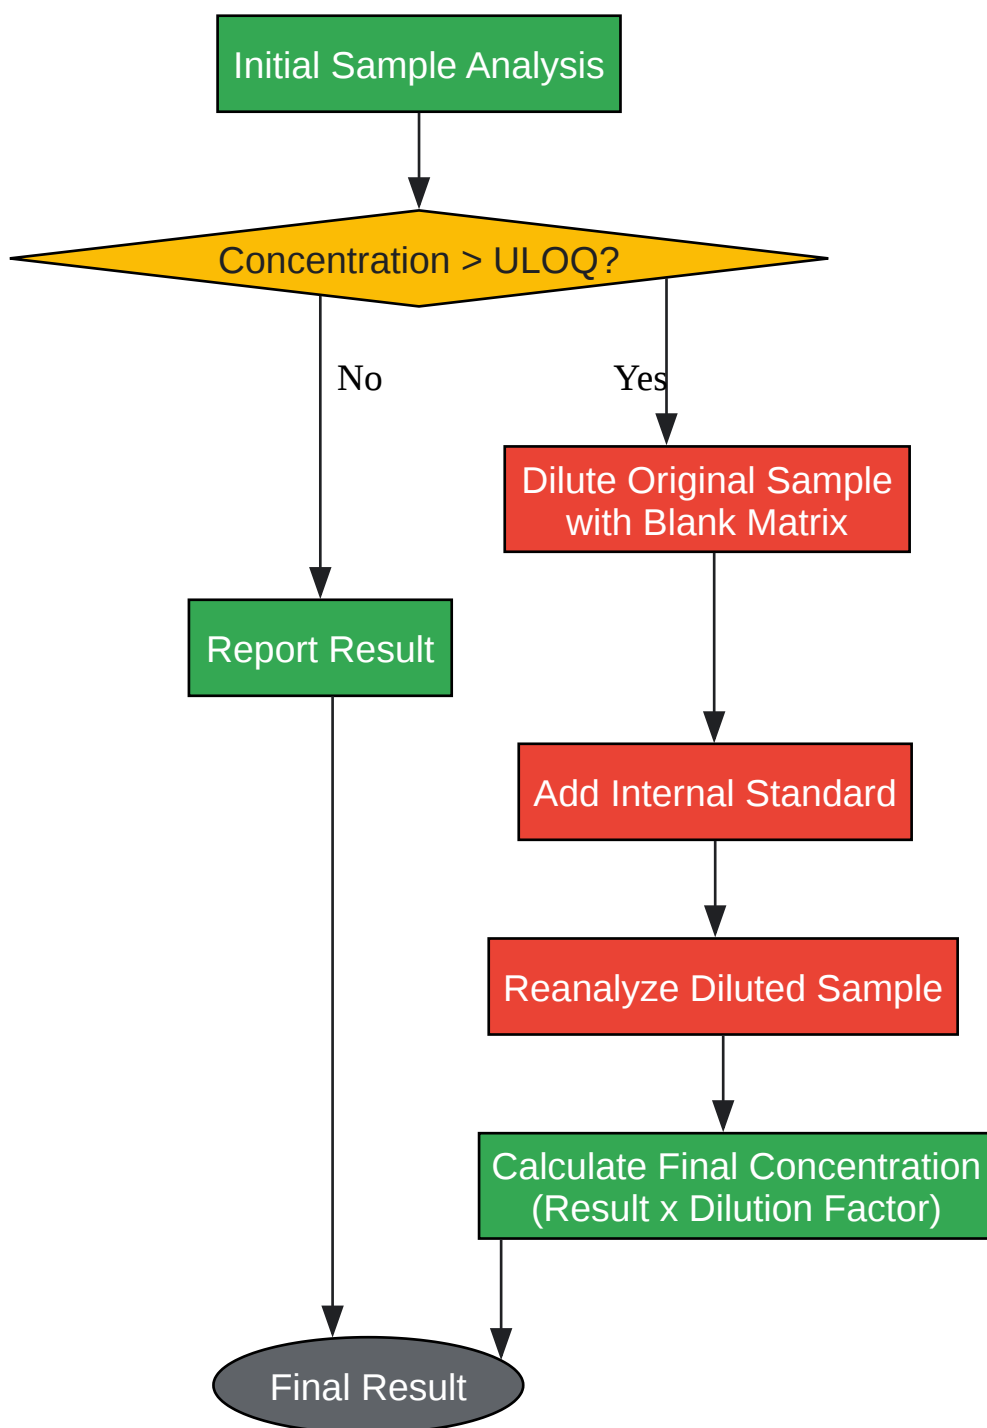 Initial Sample Analysis
Concentration > ULOQ?
No
Yes
Dilute Original Sample
with Blank Matrix
Report Result
Add Internal Standard
Reanalyze Diluted Sample
Calculate Final Concentration
(Result x Dilution Factor)
Final Result